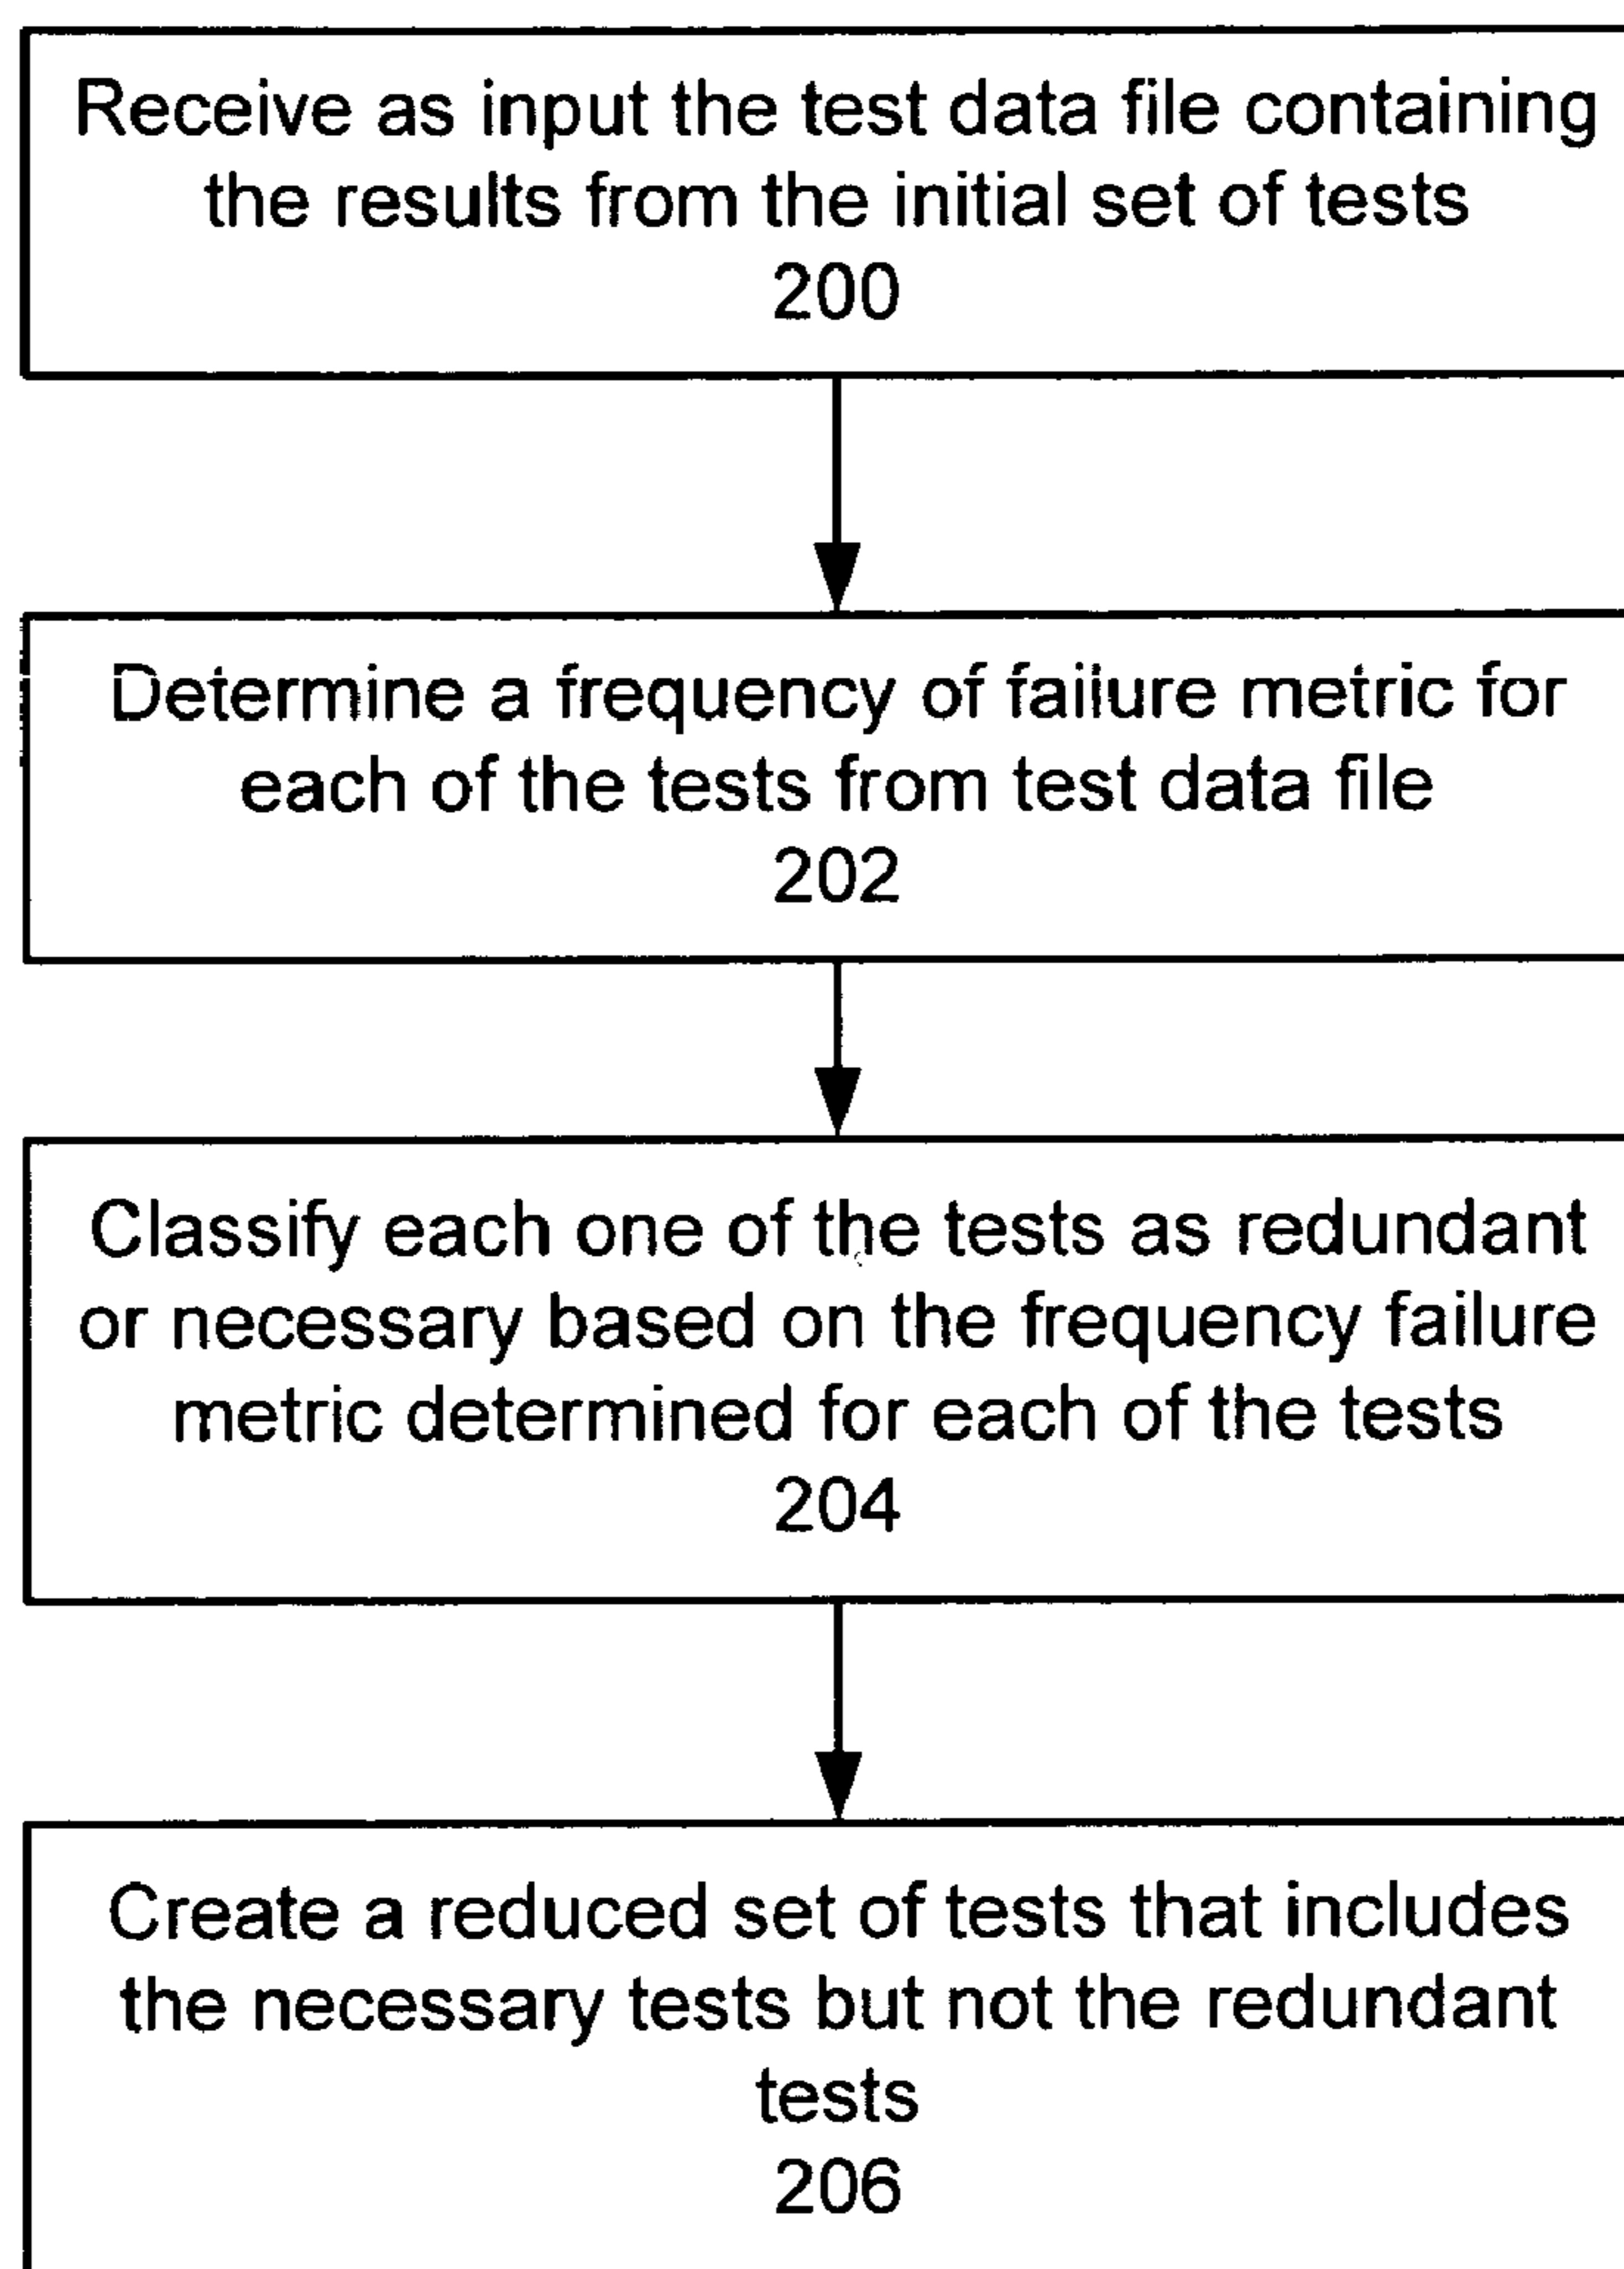 Receive as input the test data file containing
the results from the initial set of tests
200
Determine a frequency of failure metric for
each of the tests from test data file
202
Classify each one of the tests as redundant
or necessary based on the frequency failure
metric determined for each of the tests
204
Create a reduced set of tests that includes
the necessary tests but not the redundant
tests
206